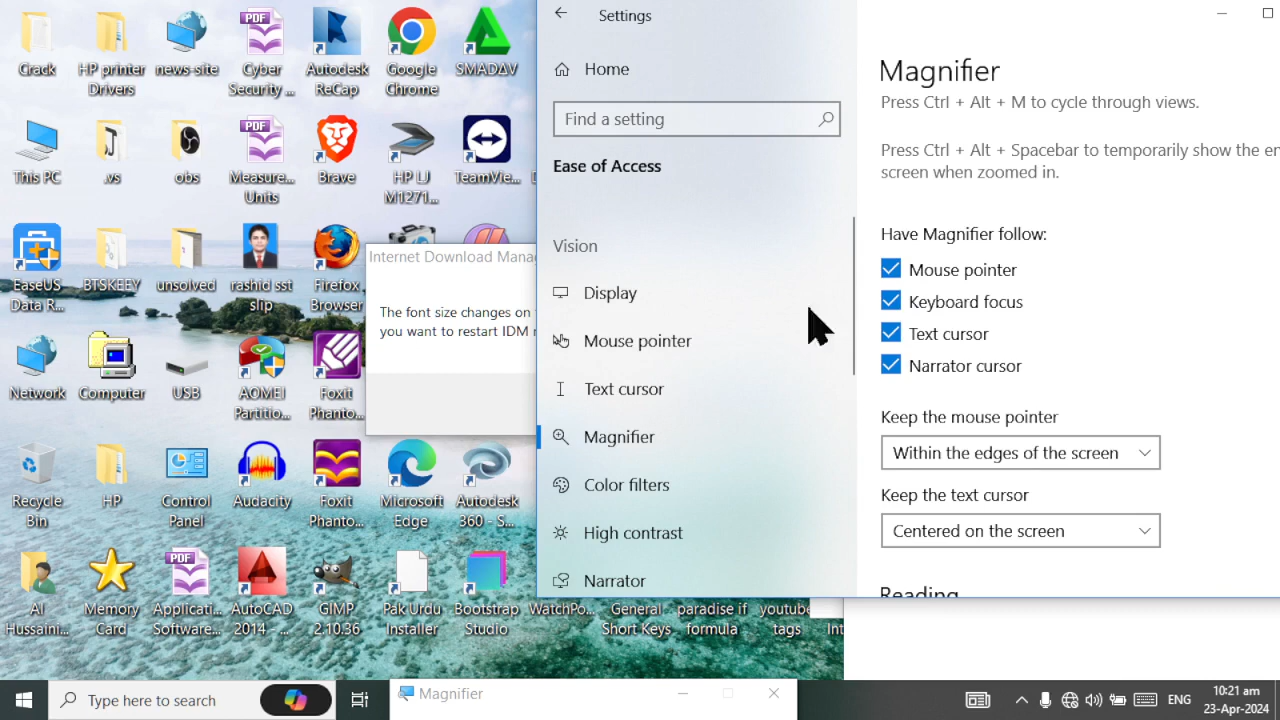 Crack
HP printer
Drivers
news-site
PDF
Cyber
Security ...
Autodesk
ReCap
Google
Chrome
SMADΔV
This PC
.vs
obs
PDF
Measure...
Units
Brave
HP LJ
M1271...
TeamVie...
EaseUS
Data R...
BTSKEEY
unsolved
rashid sst
slip
Firefox
Browser
Network
Computer
USB
AOMEI
Partitio...
Foxit
Phanto...
Recycle
Bin
HP
Control
Panel
Audacity
Foxit
Phanto...
Microsoft
Edge
Autodesk
360 - S...
Al
Hussaini...
Memory
Card
PDF
Applicati...
Software...
AutoCAD
2014 - ...
GIMP
2.10.36
Pak Urdu
Installer
Bootstrap
Studio
WatchPo...
General
Short Keys
paradise if
formula
youtube
tags
Int
Internet Download Mana
The font size changes on
you want to restart IDM
Settings
Home
Find a setting
Ease of Access
Vision
Display
Mouse pointer
Text cursor
Magnifier
Color filters
High contrast
Narrator
Magnifier
Press Ctrl + Alt + M to cycle through views.
Press Ctrl + Alt + Spacebar to temporarily show the en
screen when zoomed in.
Have Magnifier follow:
Mouse pointer
Keyboard focus
Text cursor
Narrator cursor
Keep the mouse pointer
Within the edges of the screen
Keep the text cursor
Centered on the screen
Reading
Type here to search
Magnifier
ENG
10:21 am
23-Apr-2024